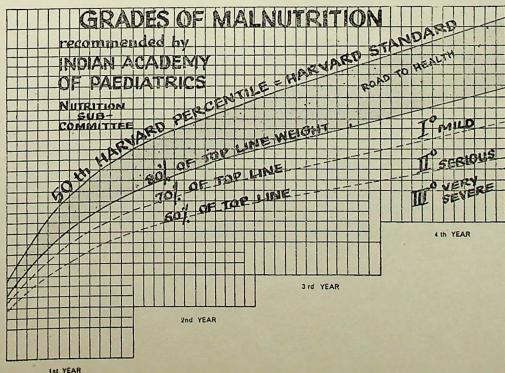 GRADES OF MALNUTRITION
recommended by
INDIAN ACADEMY
OF PAEDIATRICS
NUTRITION
SUB-
COMMITTEE
50 th HARVARD PERCENTILE = HARVARD STANDARD
ROAD TO HEALTH
80% OF TOP LINE WEIGHT
70% OF TOP LINE
60% OF TOP LINE
I° MILD
II° SERIOUS
III° VERY
SEVERE
4 th YEAR
3 rd YEAR
2nd YEAR
1st YEAR